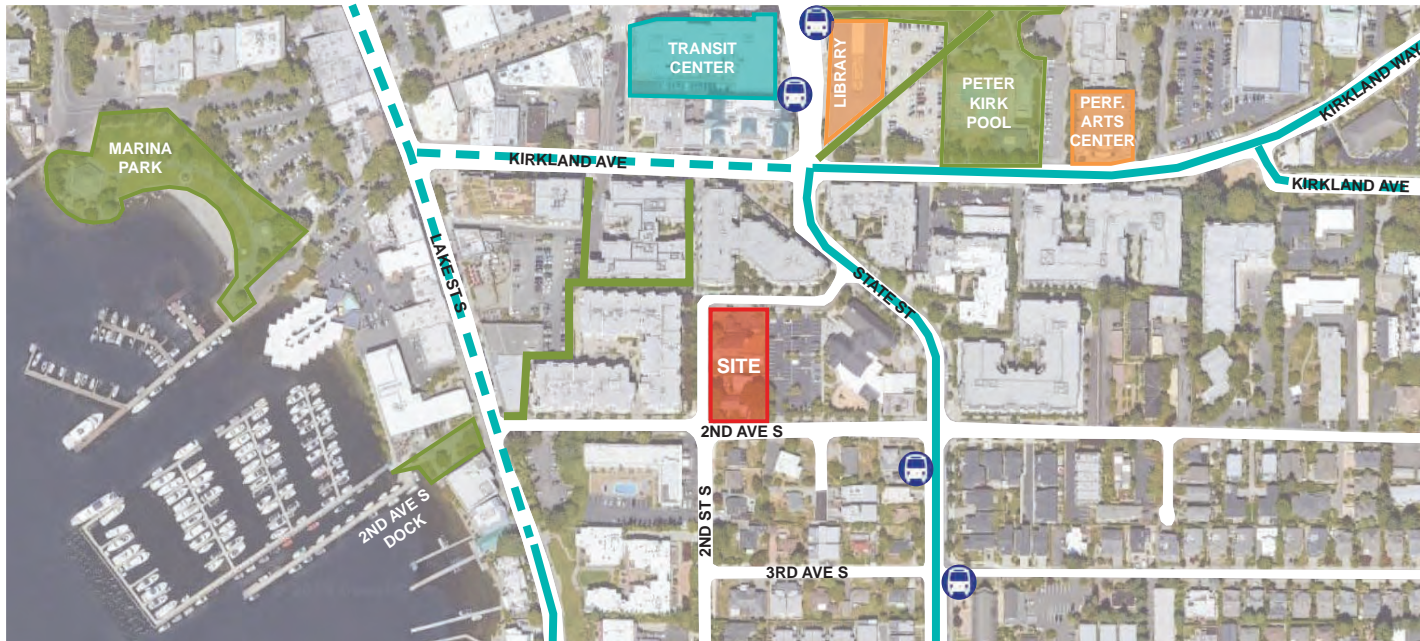 TRANSIT
CENTER
LIBRARY
PETER
KIRK
POOL
PERF.
ARTS
CENTER
KIRKLAND WAY
MARINA
PARK
KIRKLAND AVE
KIRKLAND AVE
LAKE ST S
STATE ST
SITE
2ND AVE S
2ND AVE S
DOCK
2ND ST S
3RD AVE S